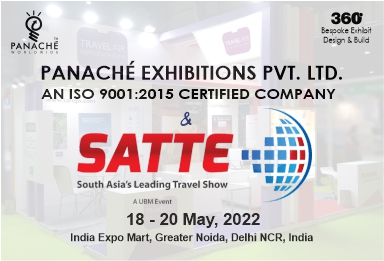 PANACHÉ
WORLDWIDE
TM
360°
Bespoke Exhibit
Design & Build
PANACHÉ EXHIBITIONS PVT. LTD.
AN ISO 9001:2015 CERTIFIED COMPANY
&
SATTE
South Asia's Leading Travel Show
A UBM Event
18 - 20 May, 2022
India Expo Mart, Greater Noida, Delhi NCR, India